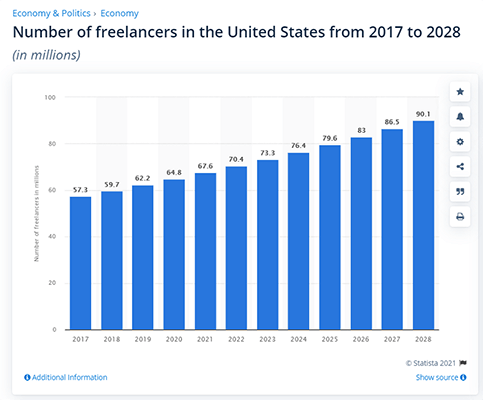 Economy & Politics › Economy
Number of freelancers in the United States from 2017 to 2028
(in millions)
Number of freelancers in millions
100
80
60
40
20
0
57.3 59.7 62.2 64.8 67.6 70.4 73.3 76.4 79.6 83 86.5 90.1
2017 2018 2019 2020 2021 2022 2023 2024 2025 2026 2027 2028
© Statista 2021
Additional Information Show source